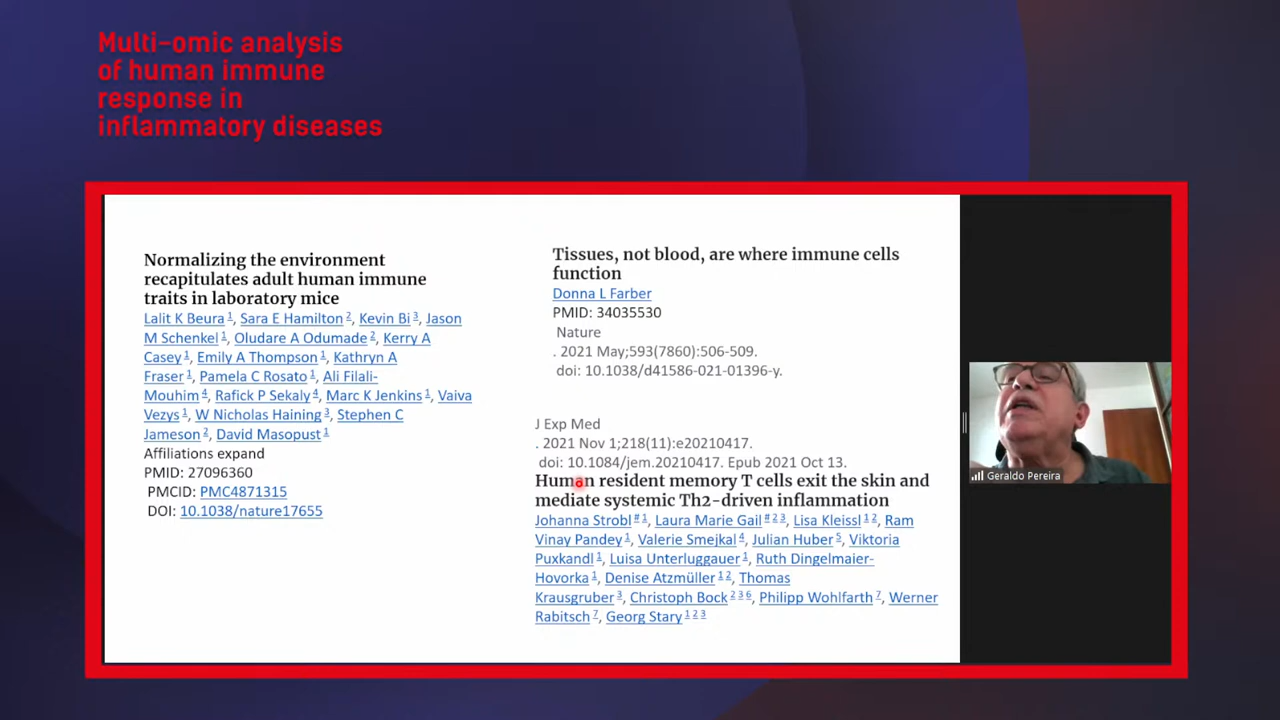 Multi-omic analysis
of human immune
response in
inflammatory diseases
Normalizing the environment
recapitulates adult human immune
traits in laboratory mice
Lalit K Beura 1, Sara E Hamilton 2, Kevin Bi 3, Jason
M Schenkel 1, Oludare A Odumade 2, Kerry A
Casey 1, Emily A Thompson 1, Kathryn A
Fraser 1, Pamela C Rosato 1, Ali Filali-
Mouhim 4, Rafick P Sekaly 4, Marc K Jenkins 1, Vaiva
Vezys 1, W Nicholas Haining 3, Stephen C
Jameson 2, David Masopust 1
Affiliations expand
PMID: 27096360
PMCID: PMC4871315
DOI: 10.1038/nature17655
Tissues, not blood, are where immune cells
function
Donna L Farber
PMID: 34035530
Nature
. 2021 May;593(7860):506-509.
doi: 10.1038/d41586-021-01396-y.
J Exp Med
. 2021 Nov 1;218(11):e20210417.
doi: 10.1084/jem.20210417. Epub 2021 Oct 13.
Human resident memory T cells exit the skin and
mediate systemic Th2-driven inflammation
Johanna Strobl # 1, Laura Marie Gail # 2 3, Lisa Kleissl 1 2, Ram
Vinay Pandey 1, Valerie Smejkal 4, Julian Huber 5, Viktoria
Puxkandl 1, Luisa Unterluggauer 1, Ruth Dingelmaier-
Hovorka 1, Denise Atzmüller 1 2, Thomas
Krausgruber 3, Christoph Bock 2 3 6, Philipp Wohlfarth 7, Werner
Rabitsch 7, Georg Stary 1 2 3
Geraldo Pereira